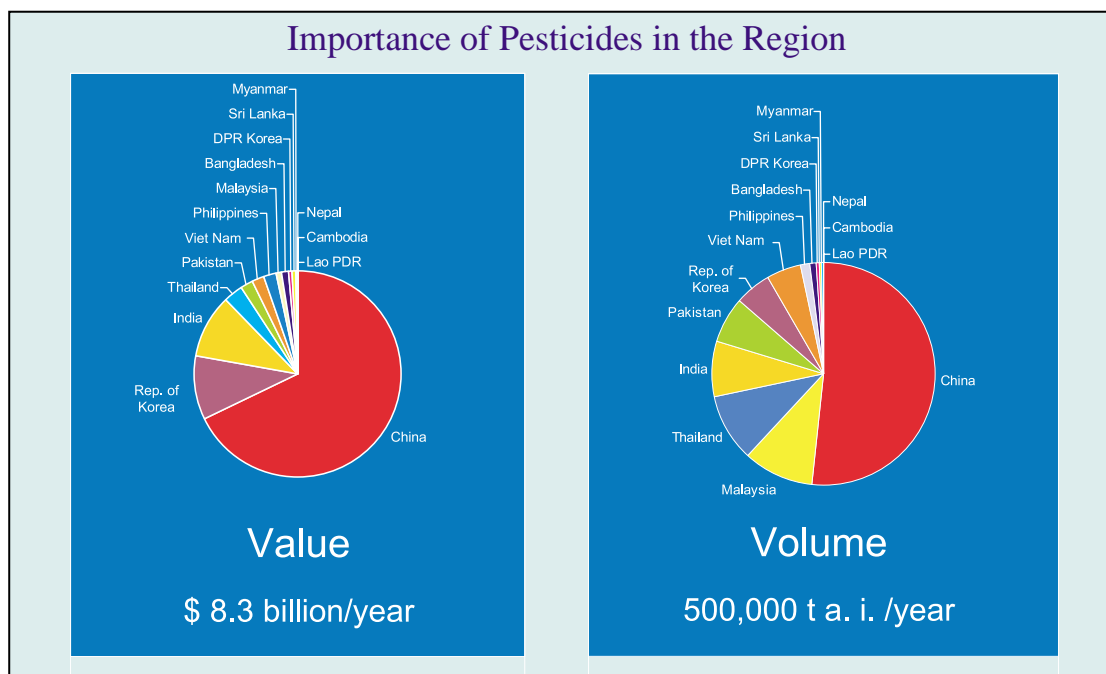 Importance of Pesticides in the Region
Myanmar
Sri Lanka
DPR Korea
Bangladesh
Malaysia
Philippines
Viet Nam
Pakistan
Thailand
India
Rep. of
Korea
Nepal
Cambodia
Lao PDR
China
Value
$ 8.3 billion/year
Myanmar
Sri Lanka
DPR Korea
Bangladesh
Philippines
Viet Nam
Rep. of
Korea
Pakistan
India
Thailand
Malaysia
Nepal
Cambodia
Lao PDR
China
Volume
500,000 t a. i. /year